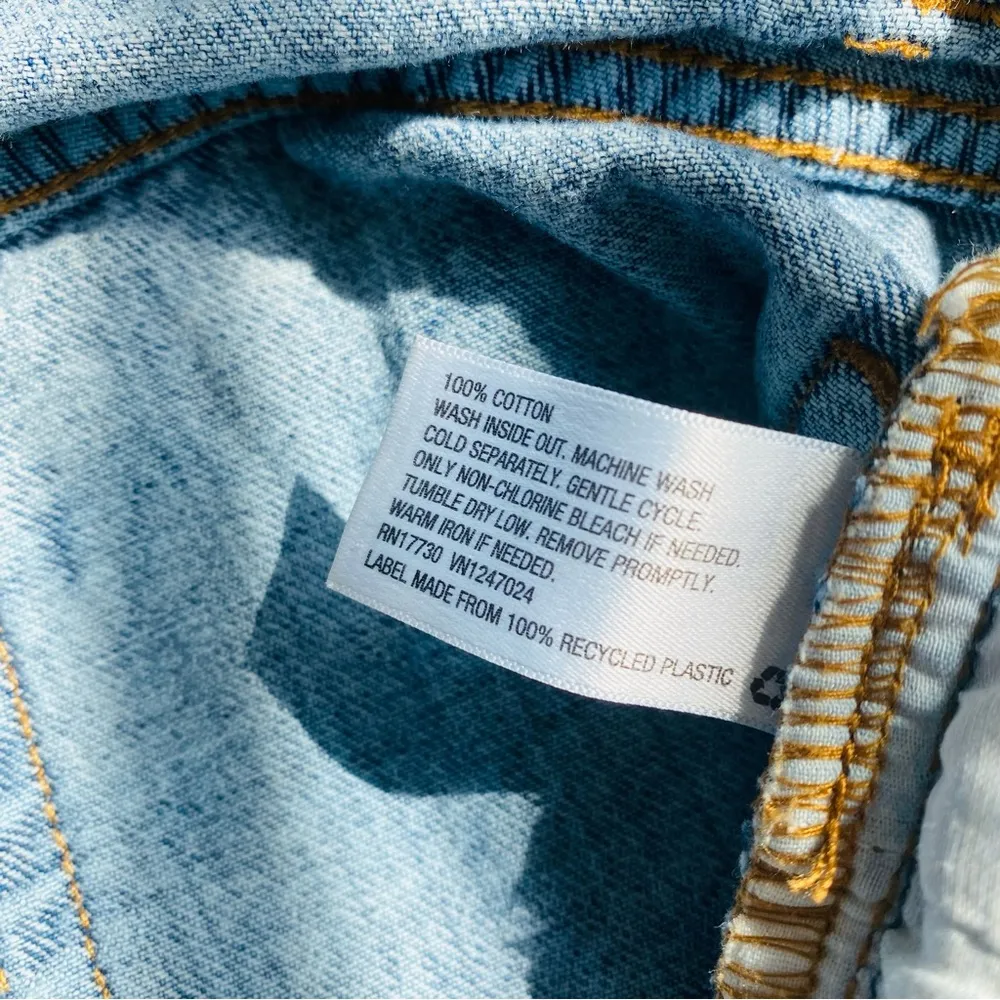 100% COTTON
WASH INSIDE OUT. MACHINE WASH
COLD SEPARATELY. GENTLE CYCLE.
ONLY NON-CHLORINE BLEACH IF NEEDED.
TUMBLE DRY LOW. REMOVE PROMPTLY.
WARM IRON IF NEEDED.
RN17730 VN1247024
LABEL MADE FROM 100% RECYCLED PLASTIC